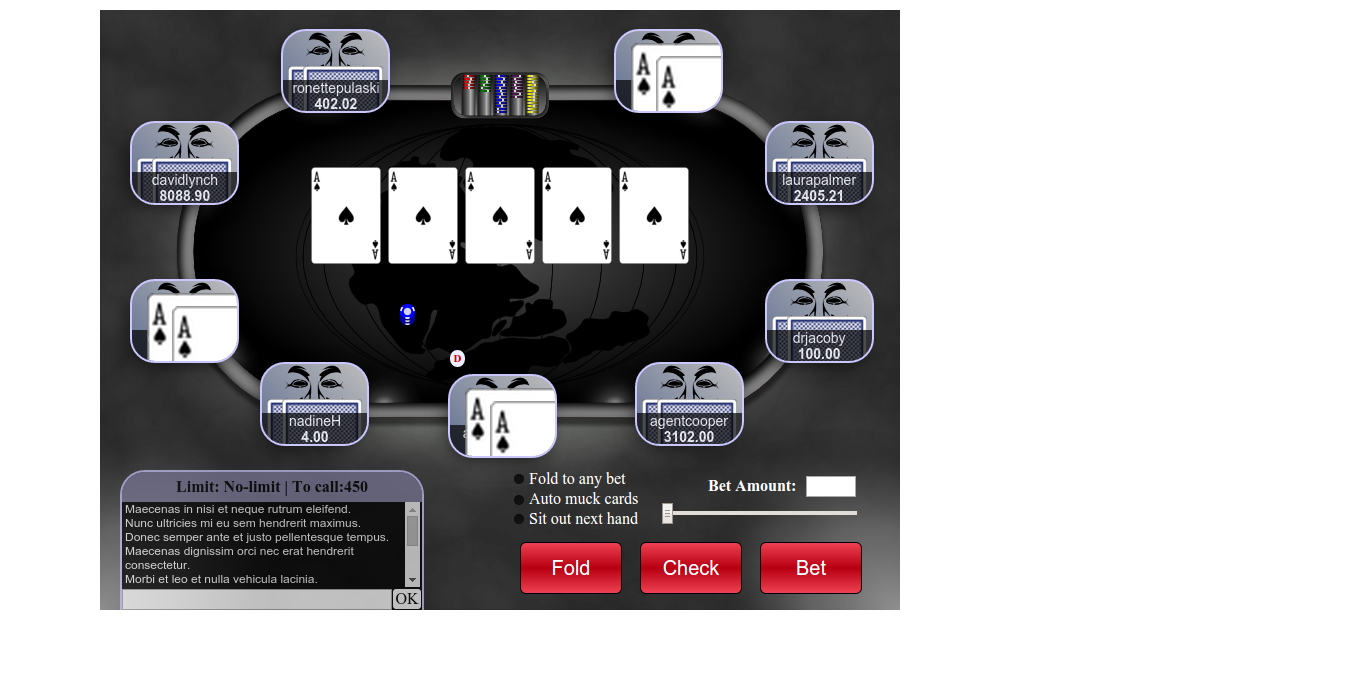 ronettepulaski
402.02
A
A
davidlynch
8088.90
laurapalmer
2405.21
A A A A A
A A A A A
A
A
drjacoby
100.00
D
nadineH
4.00
A
A
agentcooper
3102.00
Limit: No-limit | To call:450
Maecenas in nisi et neque rutrum eleifend.
Nunc ultricies mi eu sem hendrerit maximus.
Donec semper ante et justo pellentesque tempus.
Maecenas dignissim orci nec erat hendrerit
consectetur.
Morbi et leo et nulla vehicula lacinia.
OK
Fold to any bet
Auto muck cards
Sit out next hand
Bet Amount:
Fold Check Bet